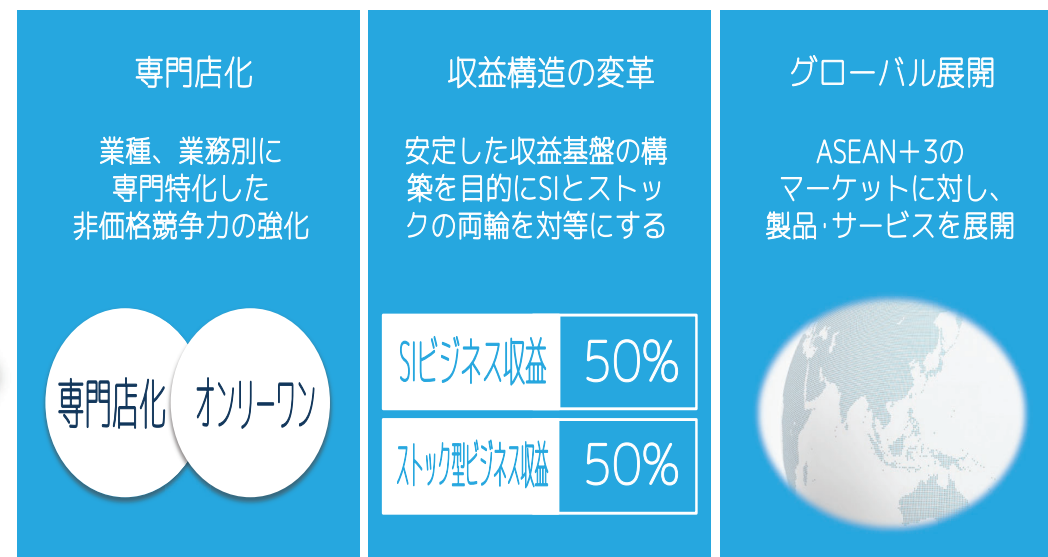 専門店化
業種、業務別に
専門特化した
非価格競争力の強化
専門店化
オンリーワン
収益構造の変革
安定した収益基盤の構
築を目的にSIとストッ
クの両輪を対等にする
SIビジネス収益
50%
ストック型ビジネス収益
50%
グローバル展開
ASEAN＋3の
マーケットに対し、
製品･サービスを展開